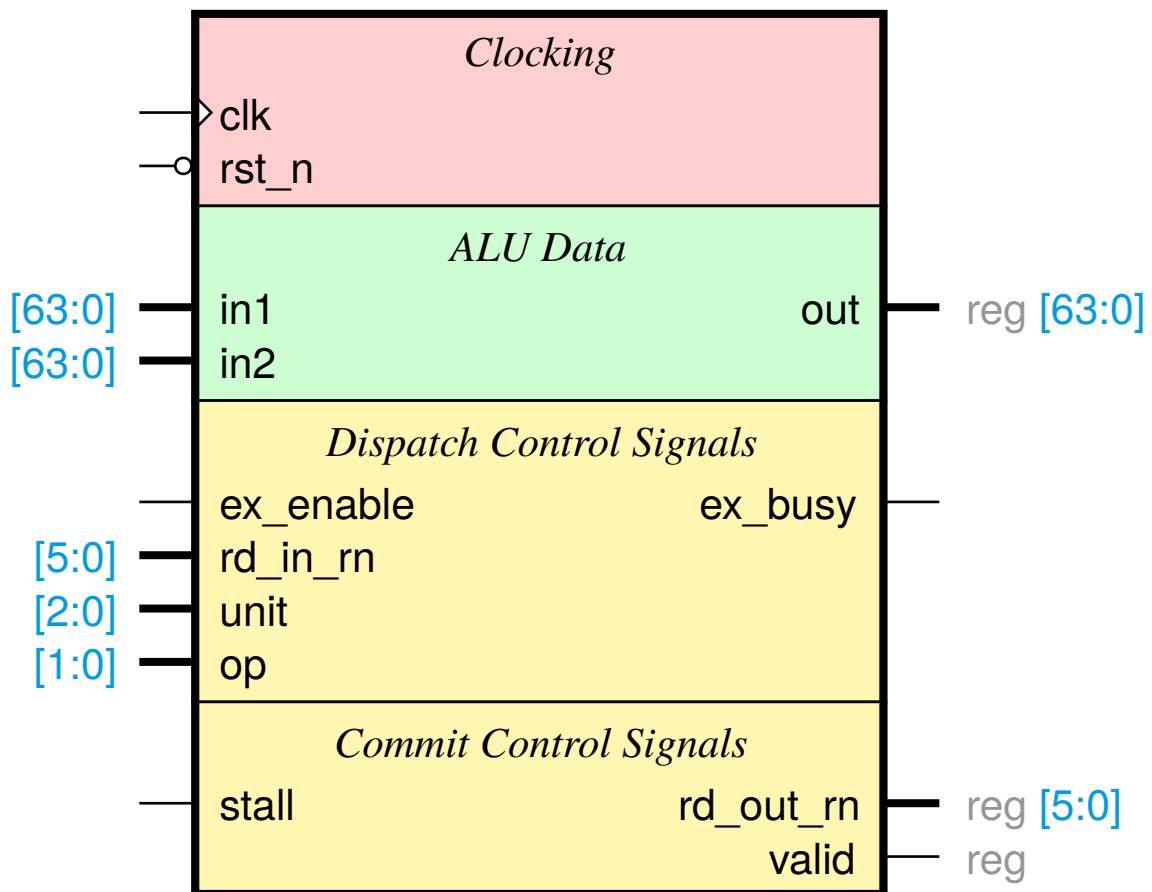 Clocking
clk
rst_n
ALU Data
[63:0] in1 out reg [63:0]
[63:0] in2
Dispatch Control Signals
ex_enable ex_busy
[5:0] rd_in_rn
[2:0] unit
[1:0] op
Commit Control Signals
stall rd_out_rn reg [5:0]
valid reg